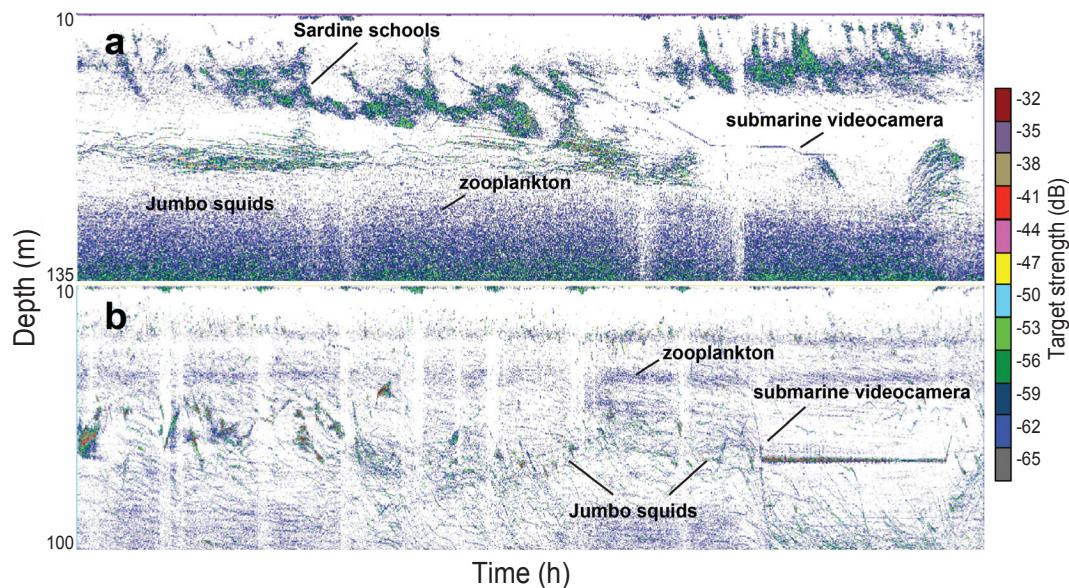 10
a
Sardine schools
submarine videocamera
zooplankton
Jumbo squids
135
10
b
zooplankton
submarine videocamera
Jumbo squids
100
Depth (m)
Time (h)
-32
-35
-38
-41
-44
-47
-50
-53
-56
-59
-62
-65
Target strength (dB)